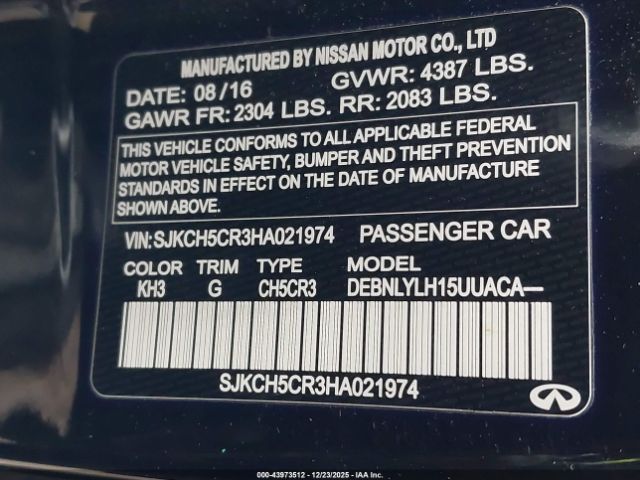 MANUFACTURED BY NISSAN MOTOR CO., LTD
DATE: 08/16 GVWR: 4387 LBS.
GAWR FR: 2304 LBS. RR: 2083 LBS.
THIS VEHICLE CONFORMS TO ALL APPLICABLE FEDERAL
MOTOR VEHICLE SAFETY, BUMPER AND THEFT PREVENTION
STANDARDS IN EFFECT ON THE DATE OF MANUFACTURE
SHOWN ABOVE.
VIN:SJKCH5CR3HA021974 PASSENGER CAR
COLOR TRIM TYPE MODEL
KH3 G CH5CR3 DEBNLYLH15UUACA—
SJKCH5CR3HA021974
000-43973512 - 12/23/2025 - IAAI, Inc.